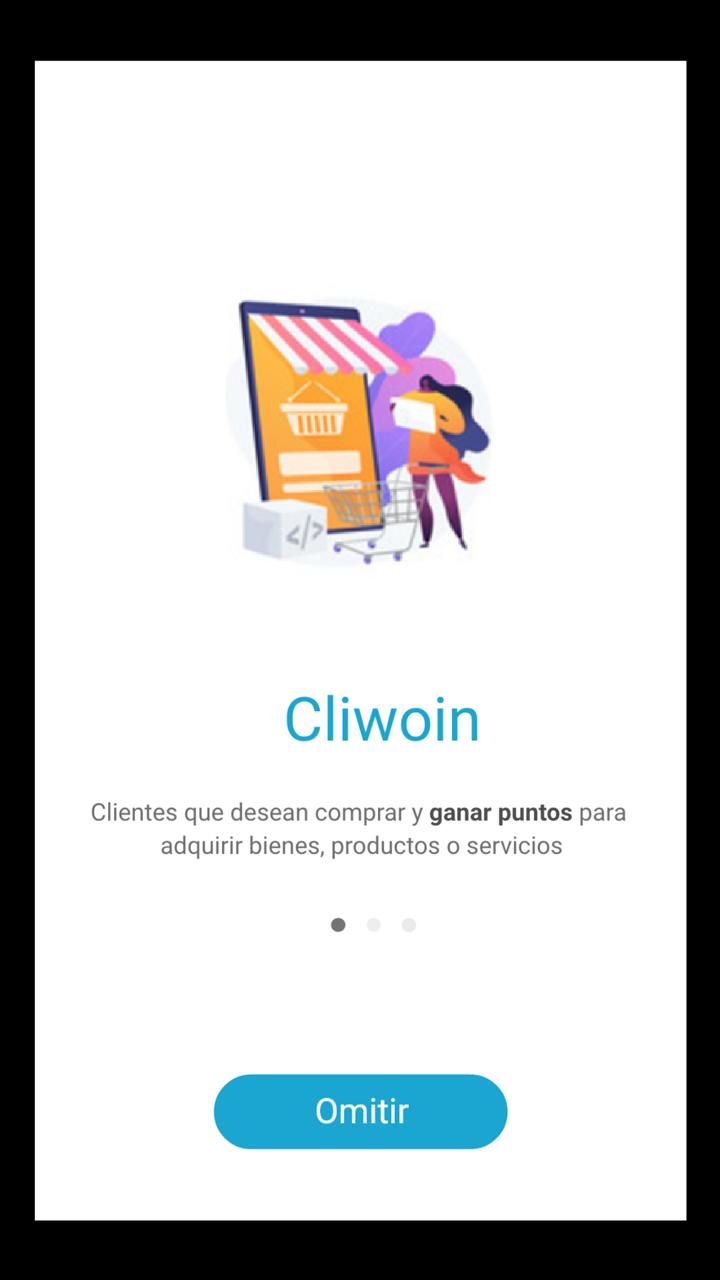 </>
Cliwoin
Clientes que desean comprar y ganar puntos para
adquirir bienes, productos o servicios
Omitir